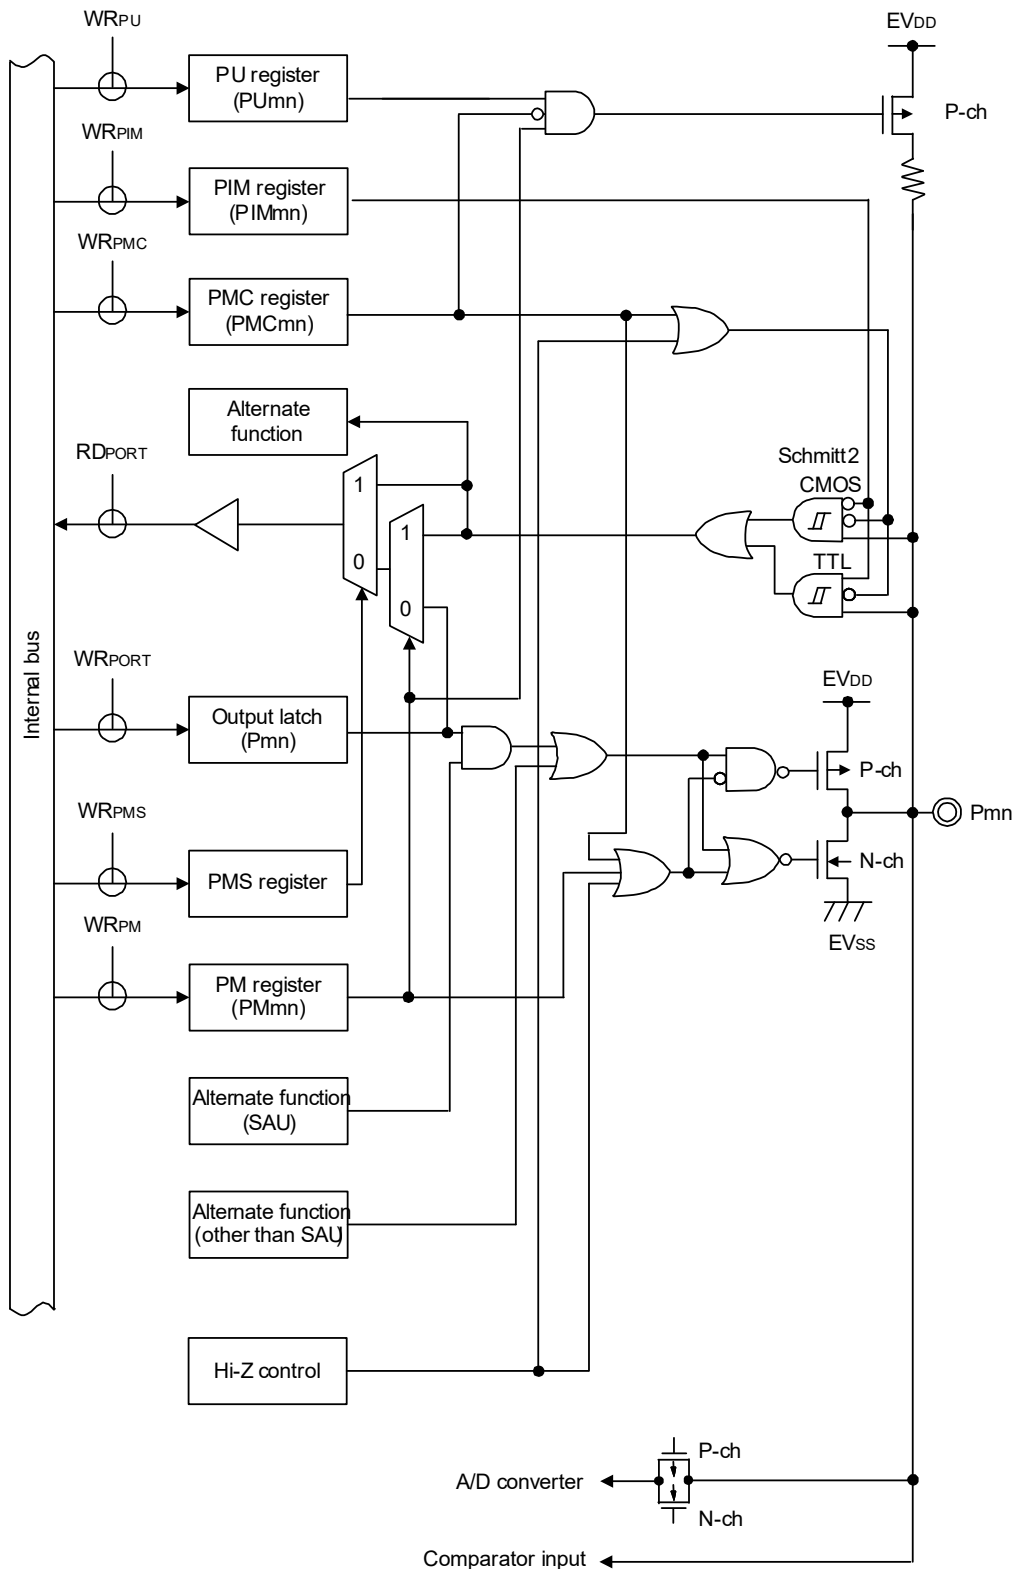 WRPU
EVDD
PU register
(PUmn)
P-ch
WRPIM
PIM register
(PIMmn)
WRPMC
PMC register
(PMCmn)
Alternate
function
RDPORT
Schmitt2
CMOS
1
1
TTL
0
0
Internal bus
WRPORT
EVDD
Output latch
(Pmn)
P-ch
Pmn
WRPMS
N-ch
PMS register
WRPM
EVSS
PM register
(PMmn)
Alternate function
(SAU)
Alternate function
(other than SAU)
Hi-Z control
P-ch
A/D converter
N-ch
Comparator input